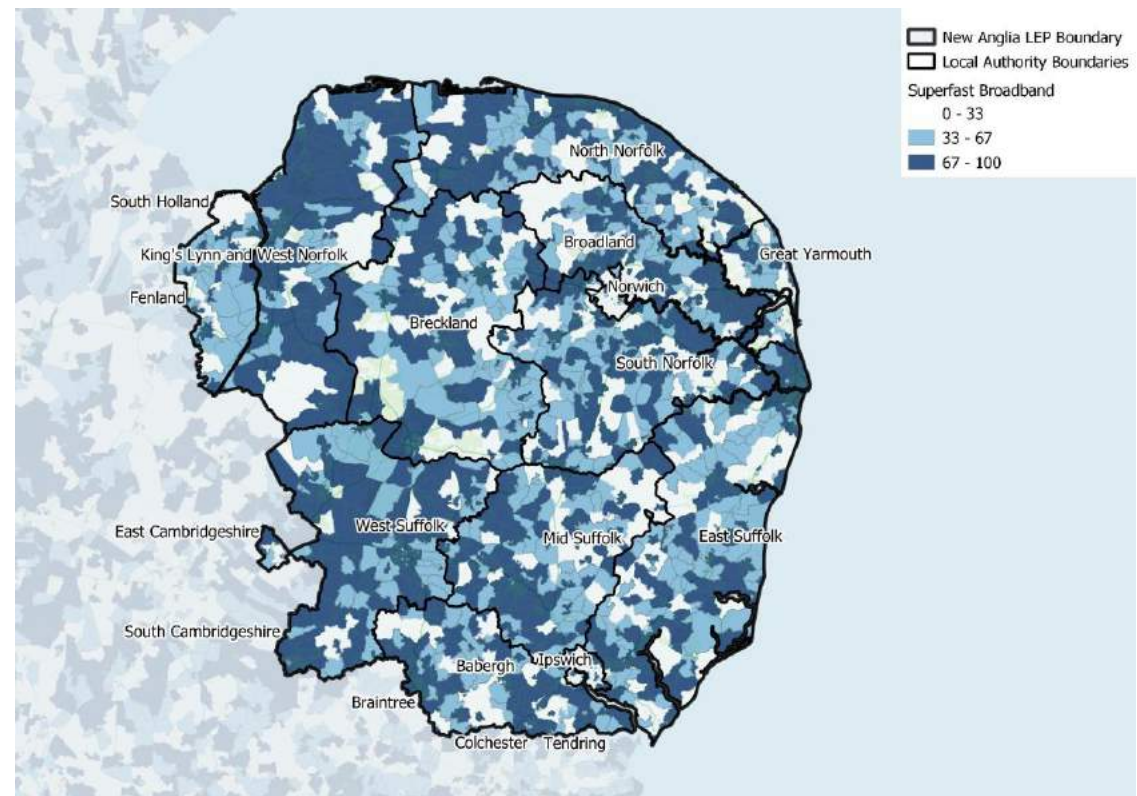 New Anglia LEP Boundary
Local Authority Boundaries
Superfast Broadband
0 - 33
33 - 67
67 - 100
North Norfolk
South Holland
Broadland
King's Lynn and West Norfolk
Great Yarmouth
Norwich
Fenland
Breckland
South Norfolk
West Suffolk
East Cambridgeshire
Mid Suffolk
East Suffolk
South Cambridgeshire
Babergh
Ipswich
Braintree
Colchester
Tendring